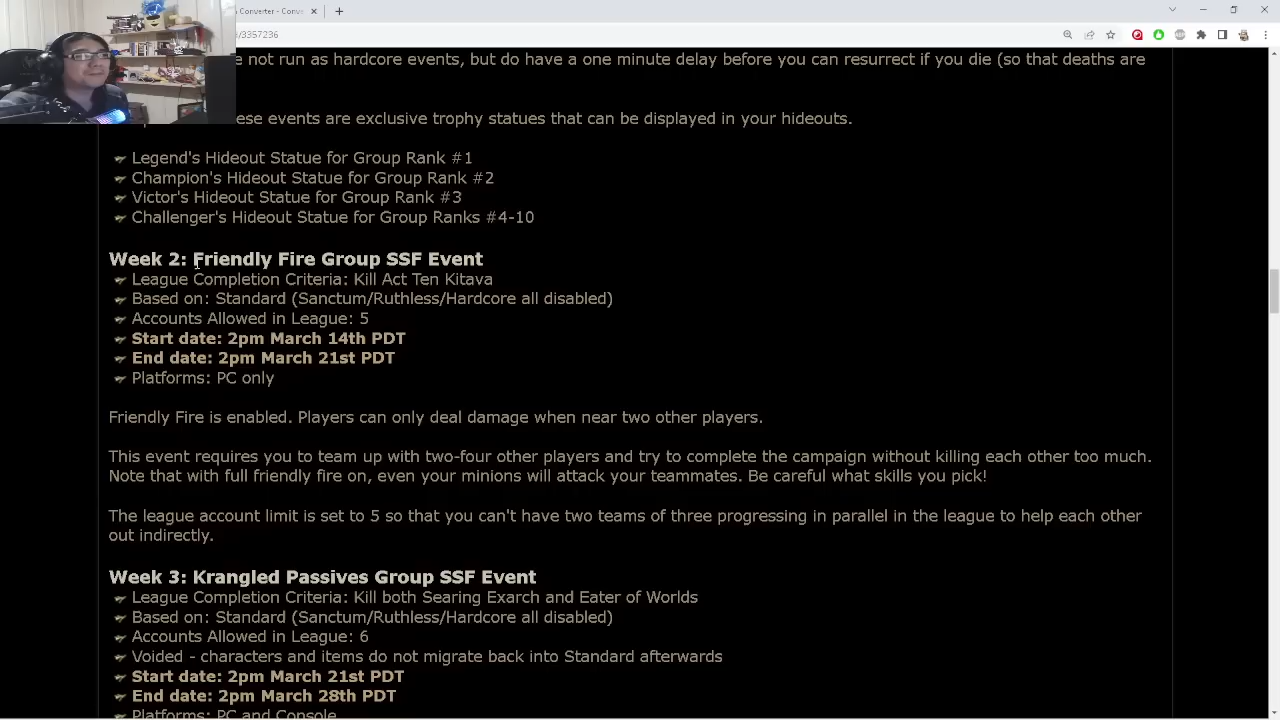 Converter - Conv
3357236
e not run as hardcore events, but do have a one minute delay before you can resurrect if you die (so that deaths are
ese events are exclusive trophy statues that can be displayed in your hideouts.
Legend's Hideout Statue for Group Rank #1
Champion's Hideout Statue for Group Rank #2
Victor's Hideout Statue for Group Rank #3
Challenger's Hideout Statue for Group Ranks #4-10
Week 2: Friendly Fire Group SSF Event
League Completion Criteria: Kill Act Ten Kitava
Based on: Standard (Sanctum/Ruthless/Hardcore all disabled)
Accounts Allowed in League: 5
Start date: 2pm March 14th PDT
End date: 2pm March 21st PDT
Platforms: PC only
Friendly Fire is enabled. Players can only deal damage when near two other players.
This event requires you to team up with two-four other players and try to complete the campaign without killing each other too much.
Note that with full friendly fire on, even your minions will attack your teammates. Be careful what skills you pick!
The league account limit is set to 5 so that you can't have two teams of three progressing in parallel in the league to help each other
out indirectly.
Week 3: Krangled Passives Group SSF Event
League Completion Criteria: Kill both Searing Exarch and Eater of Worlds
Based on: Standard (Sanctum/Ruthless/Hardcore all disabled)
Accounts Allowed in League: 6
Voided - characters and items do not migrate back into Standard afterwards
Start date: 2pm March 21st PDT
End date: 2pm March 28th PDT
Platforms: PC and Console